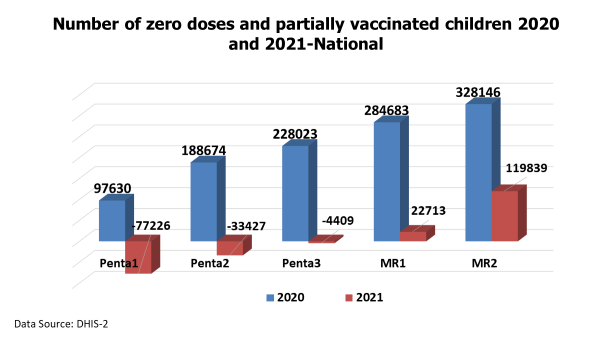 Number of zero doses and partially vaccinated children 2020
and 2021-National
328146
284683
228023
188674
97630
119839
22713
-4409
-33427
-77226
Penta1 Penta2 Penta3 MR1 MR2
2020 2021
Data Source: DHIS-2